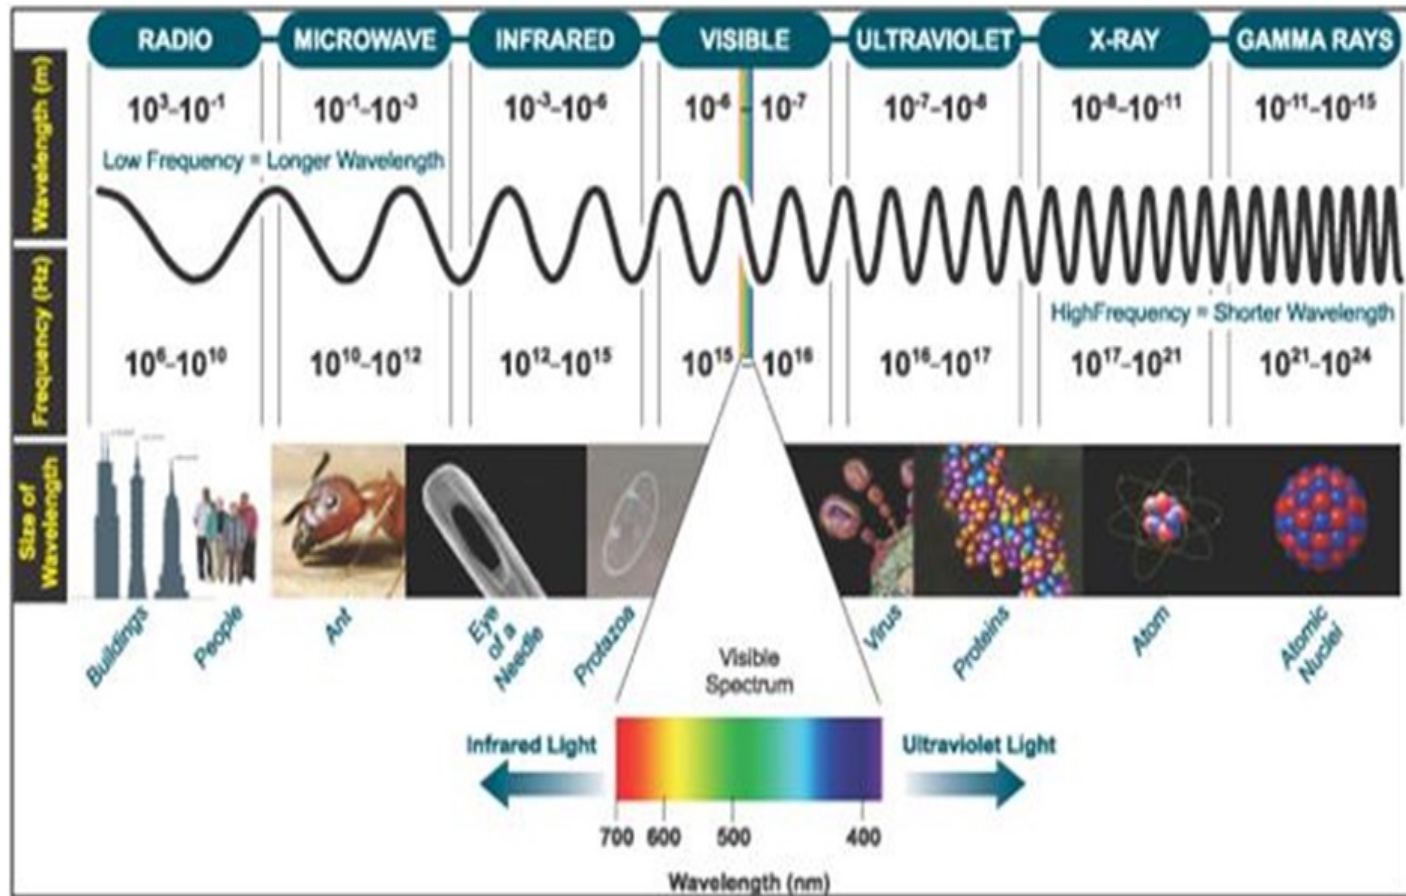 RADIO MICROWAVE INFRARED VISIBLE ULTRAVIOLET X-RAY GAMMA RAYS
Wavelength (m)
10³–10⁻¹ 10⁻¹–10⁻³ 10⁻³–10⁻⁶ 10⁻⁶ – 10⁻⁷ 10⁻⁷–10⁻⁸ 10⁻⁸–10⁻¹¹ 10⁻¹¹–10⁻¹⁵
Low Frequency = Longer Wavelength
HighFrequency = Shorter Wavelength
Frequency (Hz)
10⁶–10¹⁰ 10¹⁰–10¹² 10¹²–10¹⁵ 10¹⁵ – 10¹⁶ 10¹⁶–10¹⁷ 10¹⁷–10²¹ 10²¹–10²⁴
Size of
Wavelength
Buildings
People
Ant
Eye
of a
Needle
Protazoa
Virus
Proteins
Atom
Atomic
Nuclei
Visible
Spectrum
Infrared Light
Ultraviolet Light
700 600 500 400
Wavelength (nm)